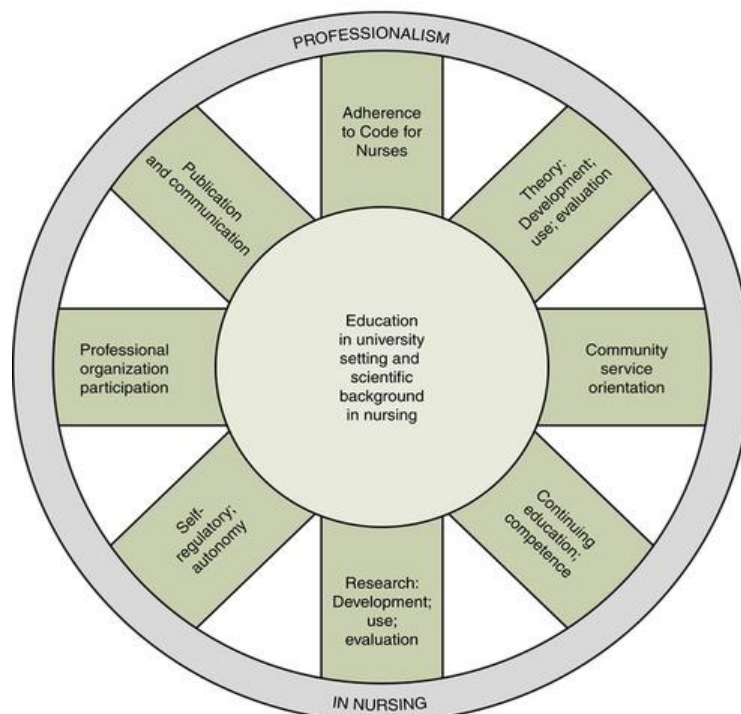 PROFESSIONALISM
Adherence
to Code for
Nurses
Theory:
Development;
use; evaluation
Community
service
orientation
Continuing
education;
competence
Research:
Development;
use;
evaluation
Self-
regulatory;
autonomy
Professional
organization
participation
Publication
and communication
Education
in university
setting and
scientific
background
in nursing
IN NURSING